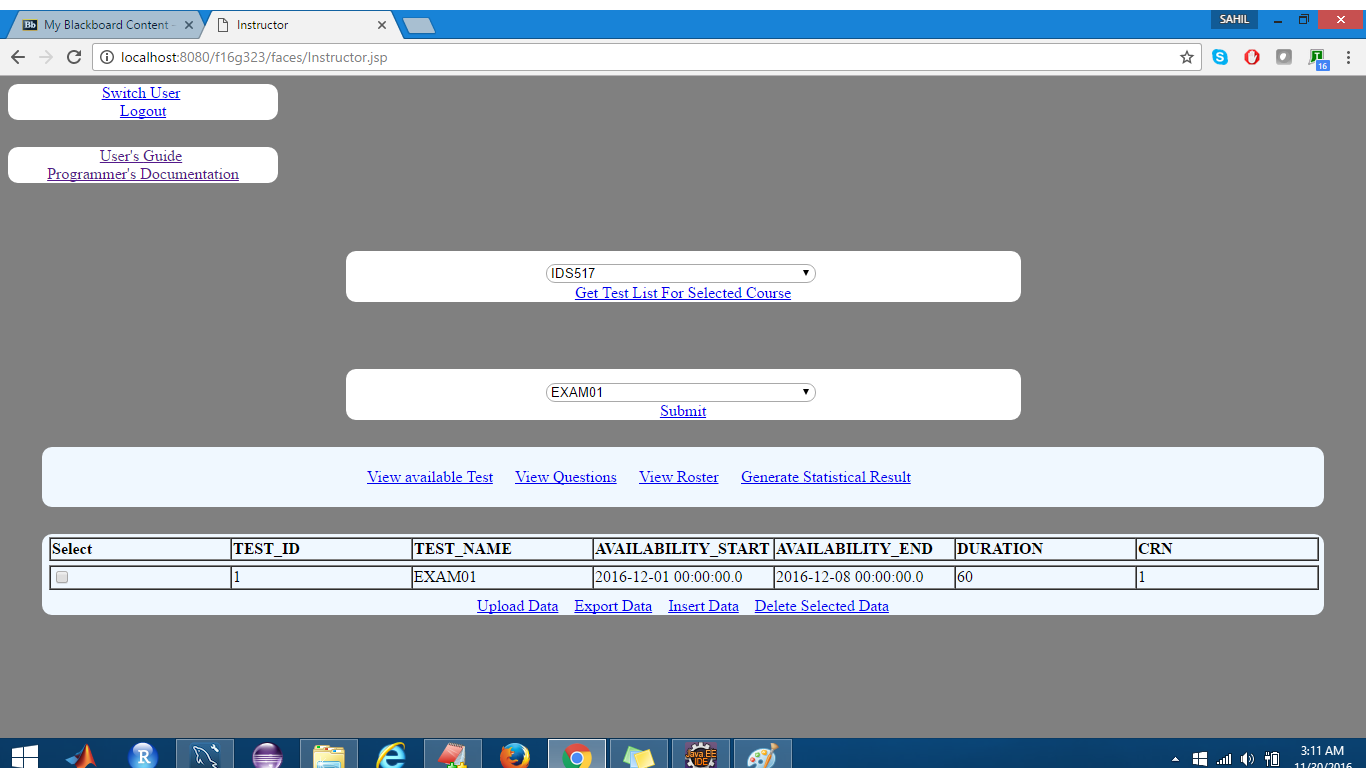 My Blackboard Content -
Instructor
SAHIL
localhost:8080/f16g323/faces/Instructor.jsp
16
Switch User
Logout
User's Guide
Programmer's Documentation
IDS517
Get Test List For Selected Course
EXAM01
Submit
View available Test View Questions View Roster Generate Statistical Result
Select TEST_ID TEST_NAME AVAILABILITY_START AVAILABILITY_END DURATION CRN
1 EXAM01 2016-12-01 00:00:00.0 2016-12-08 00:00:00.0 60 1
Upload Data Export Data Insert Data Delete Selected Data
Java EE
IDE
3:11 AM
11/30/2016